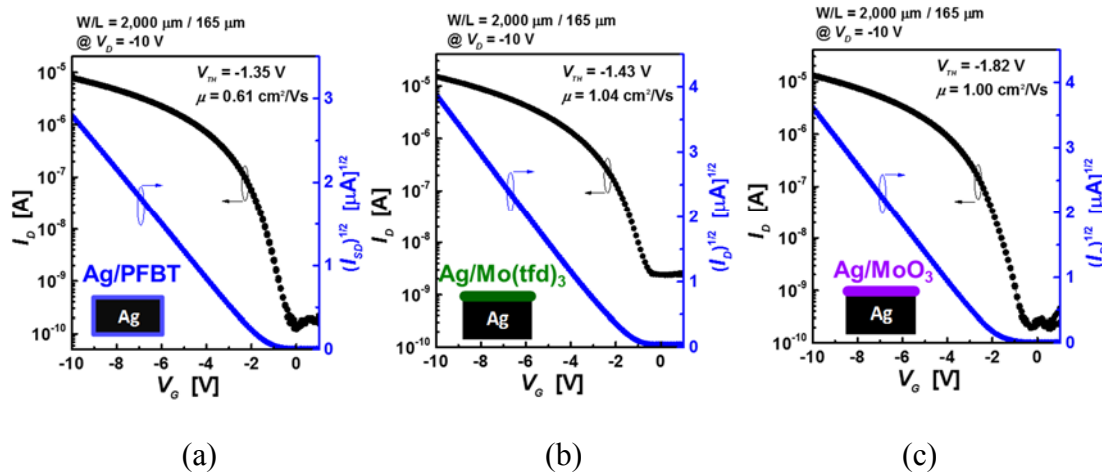 W/L = 2,000 μm / 165 μm
@ V_D = -10 V
V_TH = -1.35 V
μ = 0.61 cm²/Vs
10⁻⁵
10⁻⁶
10⁻⁷
10⁻⁸
10⁻⁹
10⁻¹⁰
I_D [A]
3
2
1
0
(I_SD)^1/2 [μA]^1/2
Ag/PFBT
Ag
-10 -8 -6 -4 -2 0
V_G [V]
(a)
W/L = 2,000 μm / 165 μm
@ V_D = -10 V
V_TH = -1.43 V
μ = 1.04 cm²/Vs
10⁻⁴
10⁻⁵
10⁻⁶
10⁻⁷
10⁻⁸
10⁻⁹
10⁻¹⁰
I_D [A]
4
3
2
1
0
(I_D)^1/2 [μA]^1/2
Ag/Mo(tfd)₃
Ag
-10 -8 -6 -4 -2 0
V_G [V]
(b)
W/L = 2,000 μm / 165 μm
@ V_D = -10 V
V_TH = -1.82 V
μ = 1.00 cm²/Vs
10⁻⁵
10⁻⁶
10⁻⁷
10⁻⁸
10⁻⁹
10⁻¹⁰
I_D [A]
4
3
2
1
0
[μA]^1/2
Ag/MoO₃
Ag
-10 -8 -6 -4 -2 0
V_G [V]
(c)